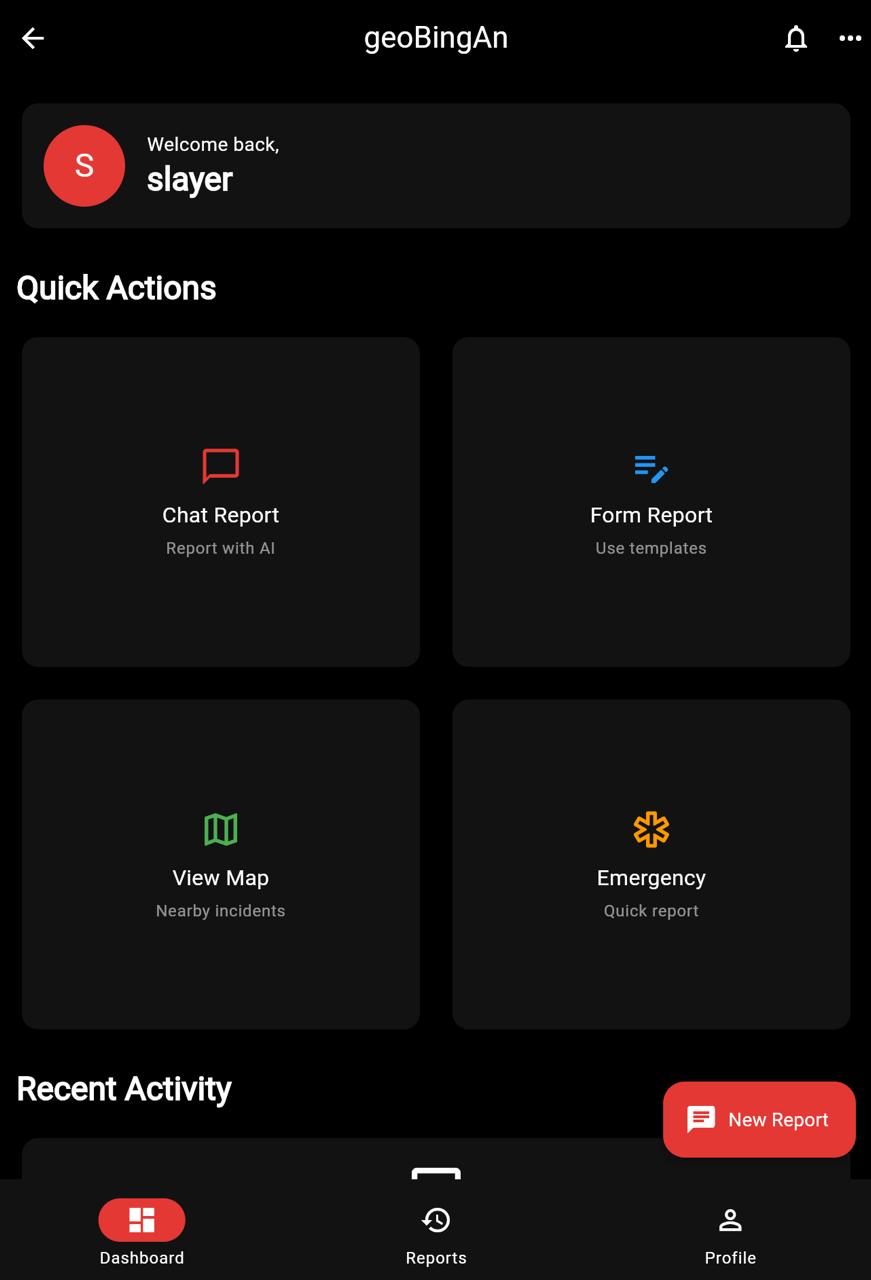 geoBingAn
S
Welcome back,
slayer
Quick Actions
Chat Report
Report with AI
Form Report
Use templates
View Map
Nearby incidents
Emergency
Quick report
Recent Activity
New Report
Dashboard
Reports
Profile